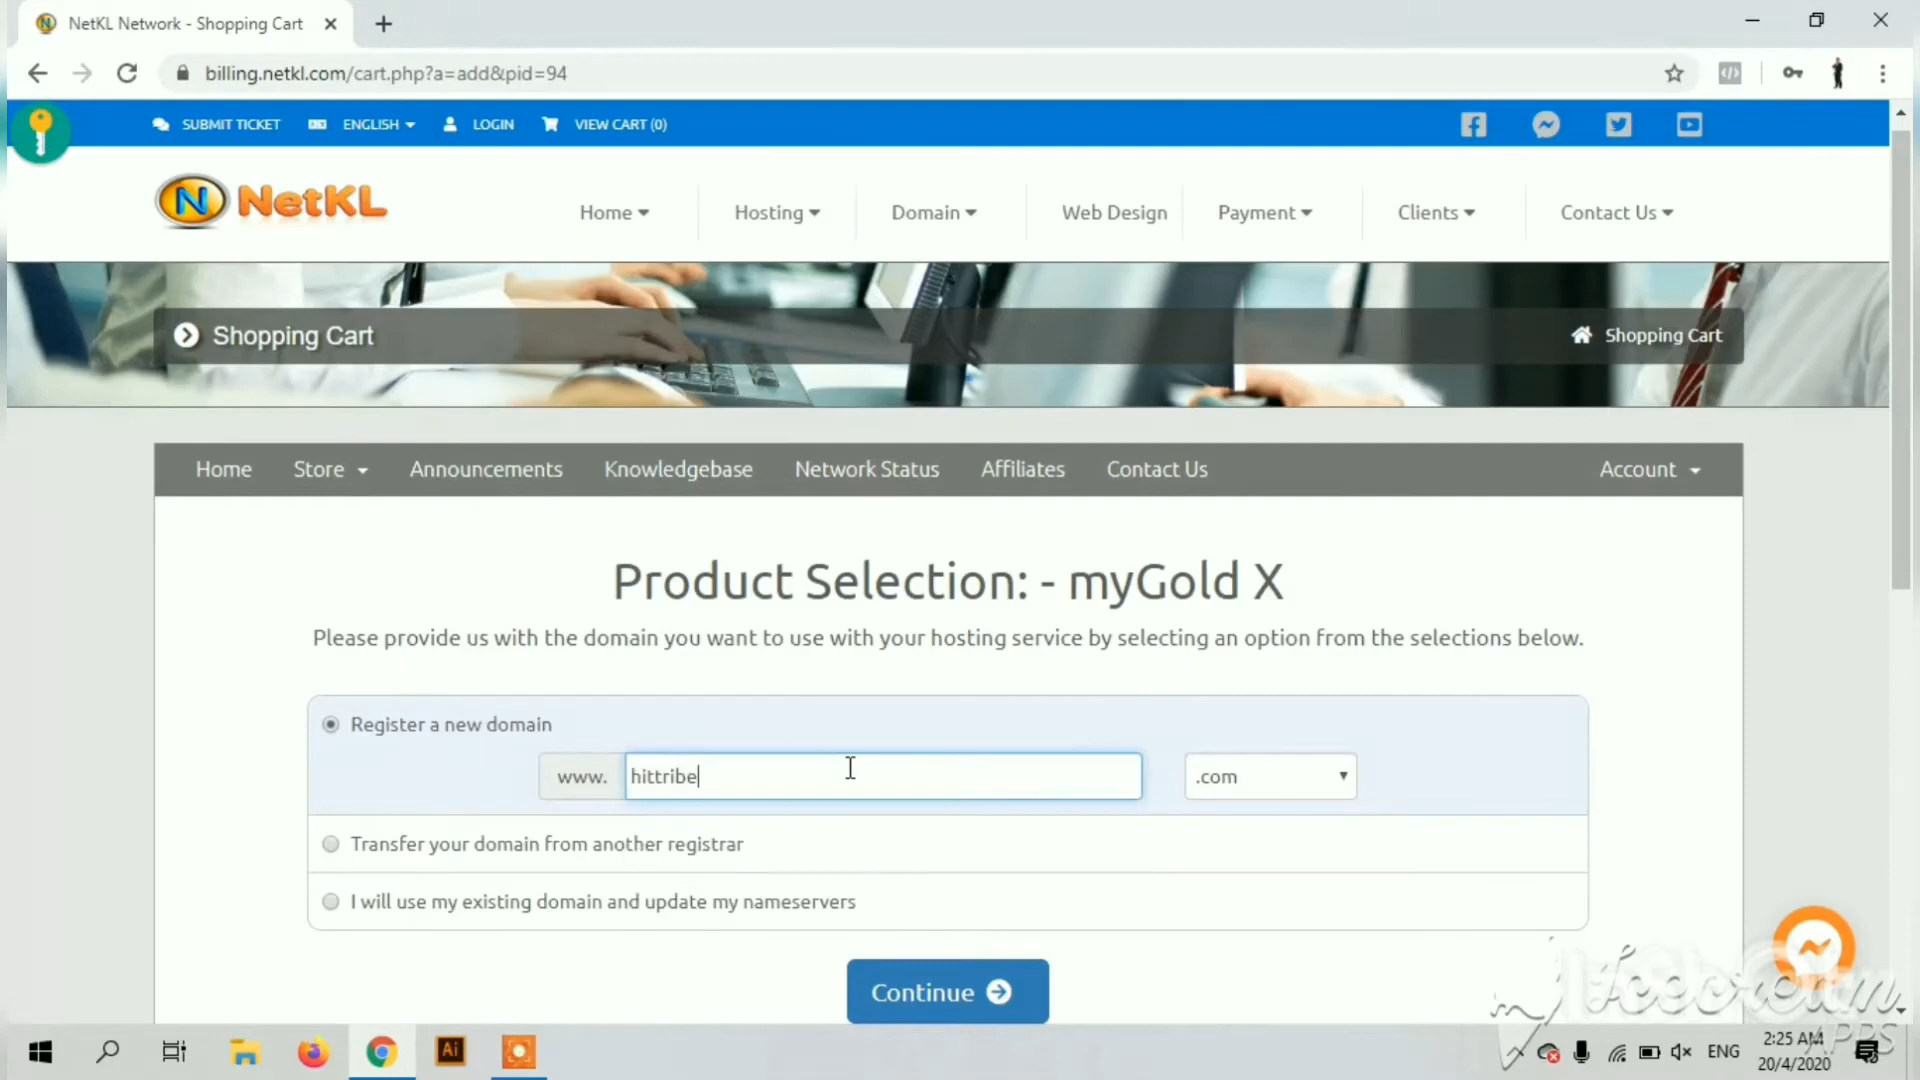 NetKL Network - Shopping Cart
billing.netkl.com/cart.php?a=add&pid=94
SUBMIT TICKET ENGLISH LOGIN VIEW CART (0)
N NetKL
Home Hosting Domain Web Design Payment Clients Contact Us
Shopping Cart
Shopping Cart
Home Store Announcements Knowledgebase Network Status Affiliates Contact Us Account
Product Selection: - myGold X
Please provide us with the domain you want to use with your hosting service by selecting an option from the selections below.
Register a new domain
www. hittribe .com
Transfer your domain from another registrar
I will use my existing domain and update my nameservers
Continue
Ai
ENG
2:25 AM
20/4/2020
APPS